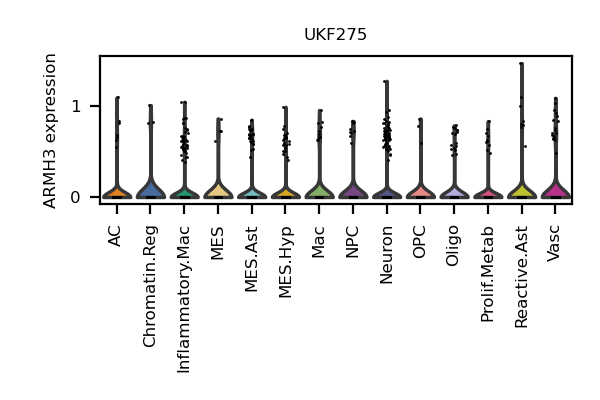 UKF275
ARMH3 expression
1
0
AC
Chromatin.Reg
Inflammatory.Mac
MES
MES.Ast
MES.Hyp
Mac
NPC
Neuron
OPC
Oligo
Prolif.Metab
Reactive.Ast
Vasc